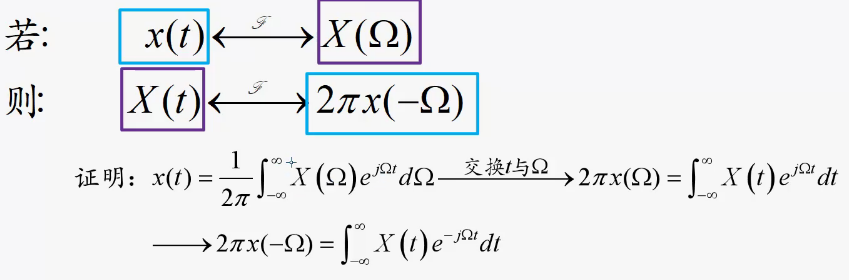 若: x(t) ←ℱ→ X(Ω)
则: X(t) ←ℱ→ 2πx(−Ω)
证明: x(t) = 1/2π ∫_{-∞}^{∞} X(Ω)e^{jΩt}dΩ —交换t与Ω→ 2πx(Ω) = ∫_{-∞}^{∞} X(t)e^{jΩt}dt
→ 2πx(−Ω) = ∫_{-∞}^{∞} X(t)e^{−jΩt}dt